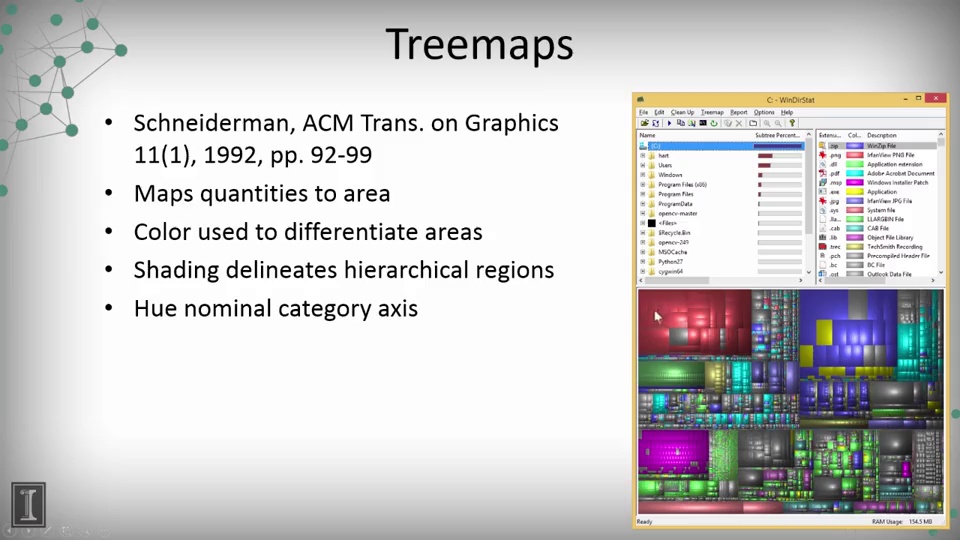 Treemaps
• Schneiderman, ACM Trans. on Graphics
11(1), 1992, pp. 92-99
• Maps quantities to area
• Color used to differentiate areas
• Shading delineates hierarchical regions
• Hue nominal category axis
C: - WinDirStat
File Edit Clean Up Treemap Report Options Help
Name Subtree Percent... Extensi... Col... Description
(C:) .zip WinZip File
hart .png IrfanView PNG File
Users .dll Application extension
Windows .pdf Adobe Acrobat Document
Program Files (x86) .msp Windows Installer Patch
Program Files .exe Application
ProgramData .jpg IrfanView JPG File
opencv-master .sys System file
<Files> .lla... LLARGBIN File
$Recycle.Bin .cab CAB File
opencv-249 .lib Object File Library
MSOCache .trec TechSmith Recording
Python27 .pch Precompiled Header File
cygwin64 .bc BC File
.ost Outlook Data File
Ready RAM Usage: 154.5 MB
I